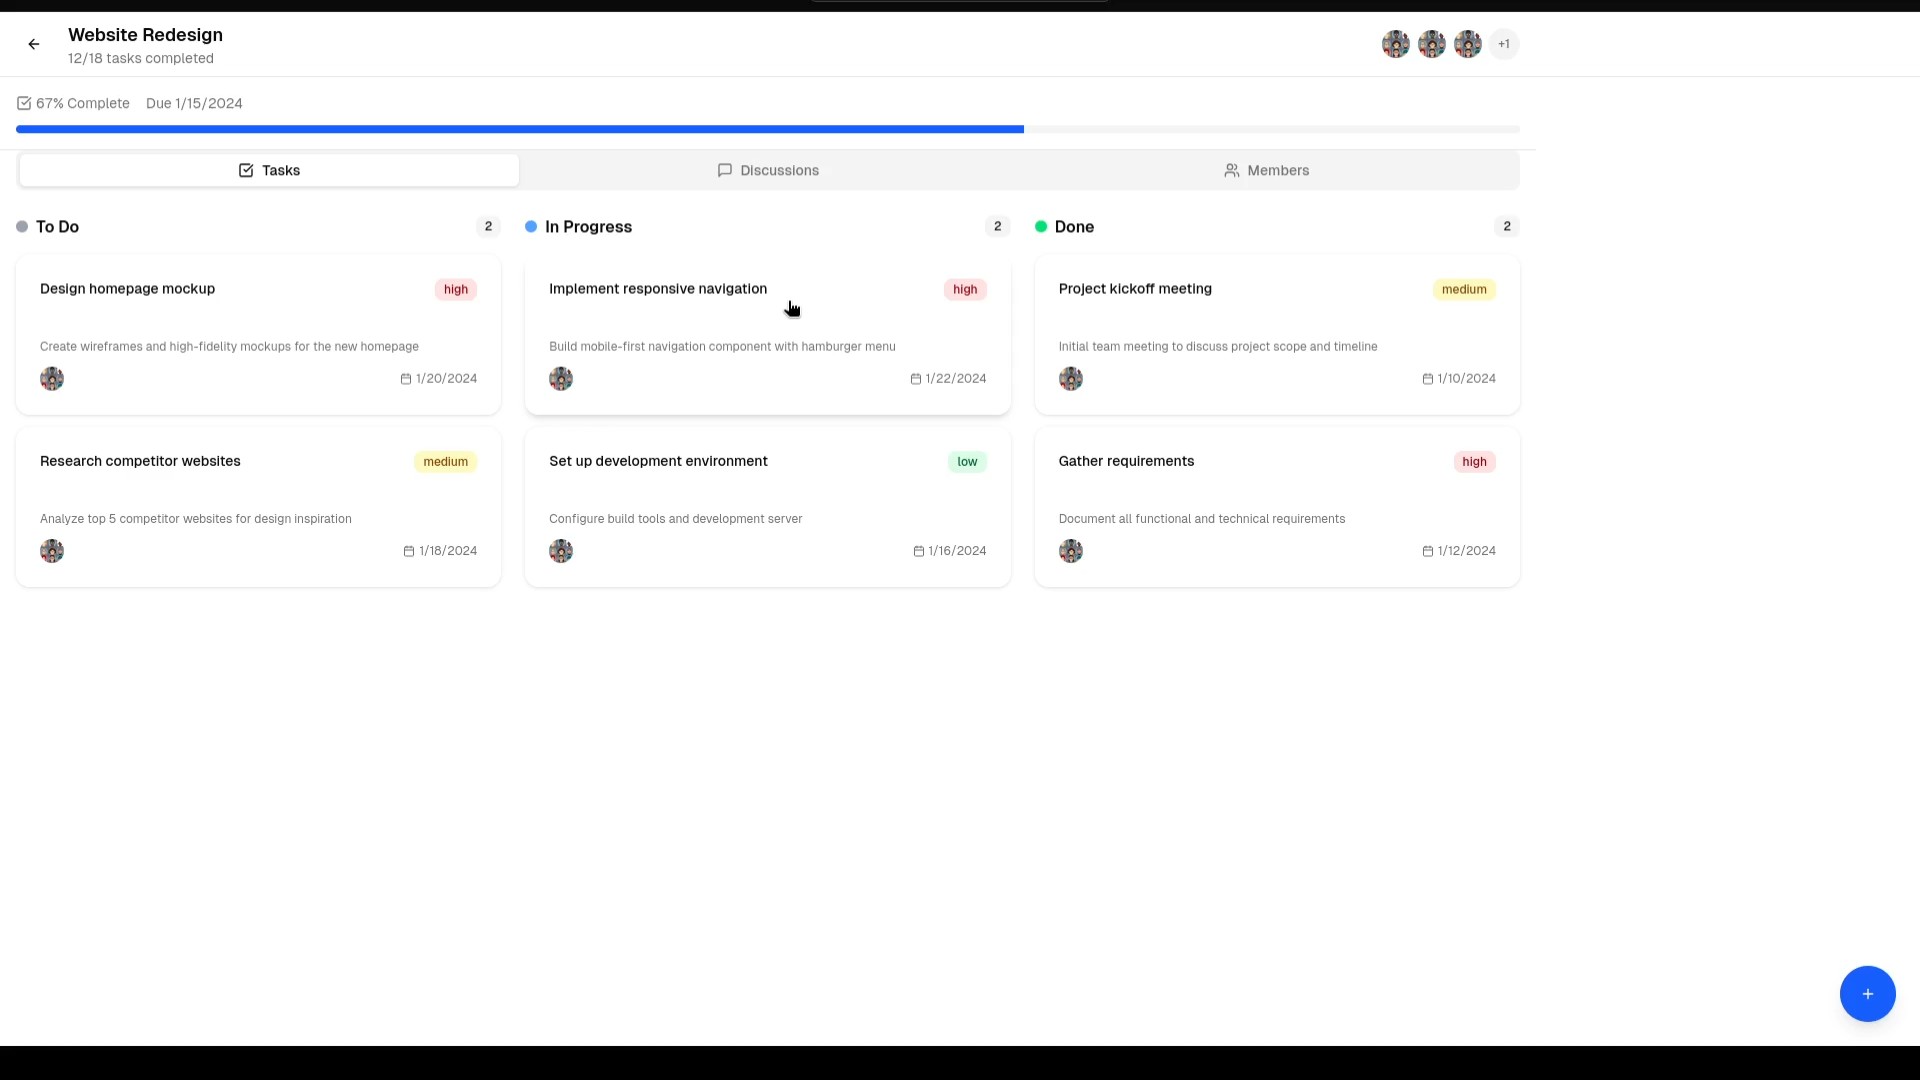 Website Redesign
12/18 tasks completed
+1
67% Complete Due 1/15/2024
Tasks
Discussions
Members
To Do 2
Design homepage mockup high
Create wireframes and high-fidelity mockups for the new homepage
1/20/2024
Research competitor websites medium
Analyze top 5 competitor websites for design inspiration
1/18/2024
In Progress 2
Implement responsive navigation high
Build mobile-first navigation component with hamburger menu
1/22/2024
Set up development environment low
Configure build tools and development server
1/16/2024
Done 2
Project kickoff meeting medium
Initial team meeting to discuss project scope and timeline
1/10/2024
Gather requirements high
Document all functional and technical requirements
1/12/2024
+